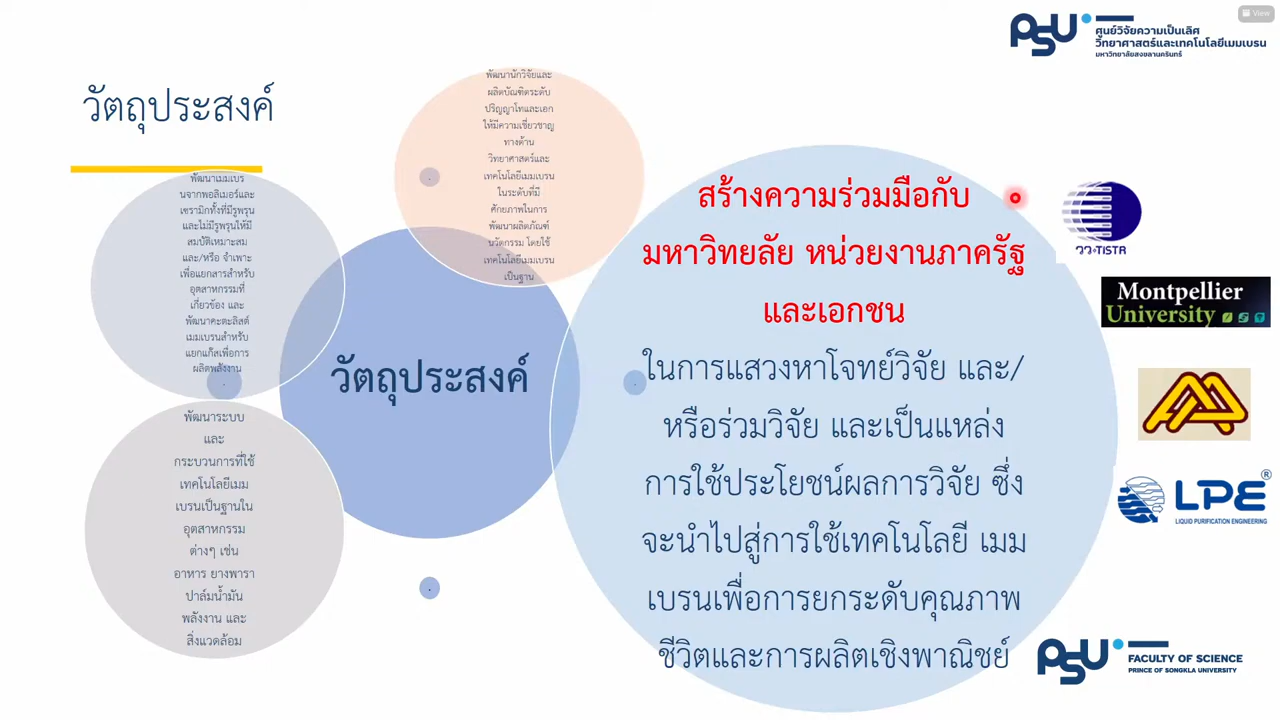 View
PSU
ศูนย์วิจัยความเป็นเลิศ
วิทยาศาสตร์และเทคโนโลยีเมมเบรน
มหาวิทยาลัยสงขลานครินทร์
วัตถุประสงค์
พัฒนานักวิจัยและ
ผลิตบัณฑิตระดับ
ปริญญาโทและเอก
ให้มีความเชี่ยวชาญ
ทางด้าน
วิทยาศาสตร์และ
เทคโนโลยีเมมเบรน
ในระดับที่มี
ศักยภาพในการ
พัฒนาผลิตภัณฑ์
นวัตกรรม โดยใช้
เทคโนโลยีเมมเบรน
เป็นฐาน
พัฒนาเมมเบร
นจากพอลิเมอร์และ
เซรามิกทั้งที่มีรูพรุน
และไม่มีรูพรุนให้มี
สมบัติเหมาะสม
และ/หรือ จำเพาะ
เพื่อแยกสารสำหรับ
อุตสาหกรรมที่
เกี่ยวข้อง และ
พัฒนาคะตะลิสต์
เมมเบรนสำหรับ
แยกแก๊สเพื่อการ
ผลิตพลังงาน
วัตถุประสงค์
พัฒนาระบบ
และ
กระบวนการที่ใช้
เทคโนโลยีเมม
เบรนเป็นฐานใน
อุตสาหกรรม
ต่างๆ เช่น
อาหาร ยางพารา
ปาล์มน้ำมัน
พลังงาน และ
สิ่งแวดล้อม
สร้างความร่วมมือกับ
มหาวิทยลัย หน่วยงานภาครัฐ
และเอกชน
ในการแสวงหาโจทย์วิจัย และ/
หรือร่วมวิจัย และเป็นแหล่ง
การใช้ประโยชน์ผลการวิจัย ซึ่ง
จะนำไปสู่การใช้เทคโนโลยี เมม
เบรนเพื่อการยกระดับคุณภาพ
ชีวิตและการผลิตเชิงพาณิชย์
วว•TISTR
Montpellier
University
LPE®
LIQUID PURIFICATION ENGINEERING
PSU
FACULTY OF SCIENCE
PRINCE OF SONGKLA UNIVERSITY